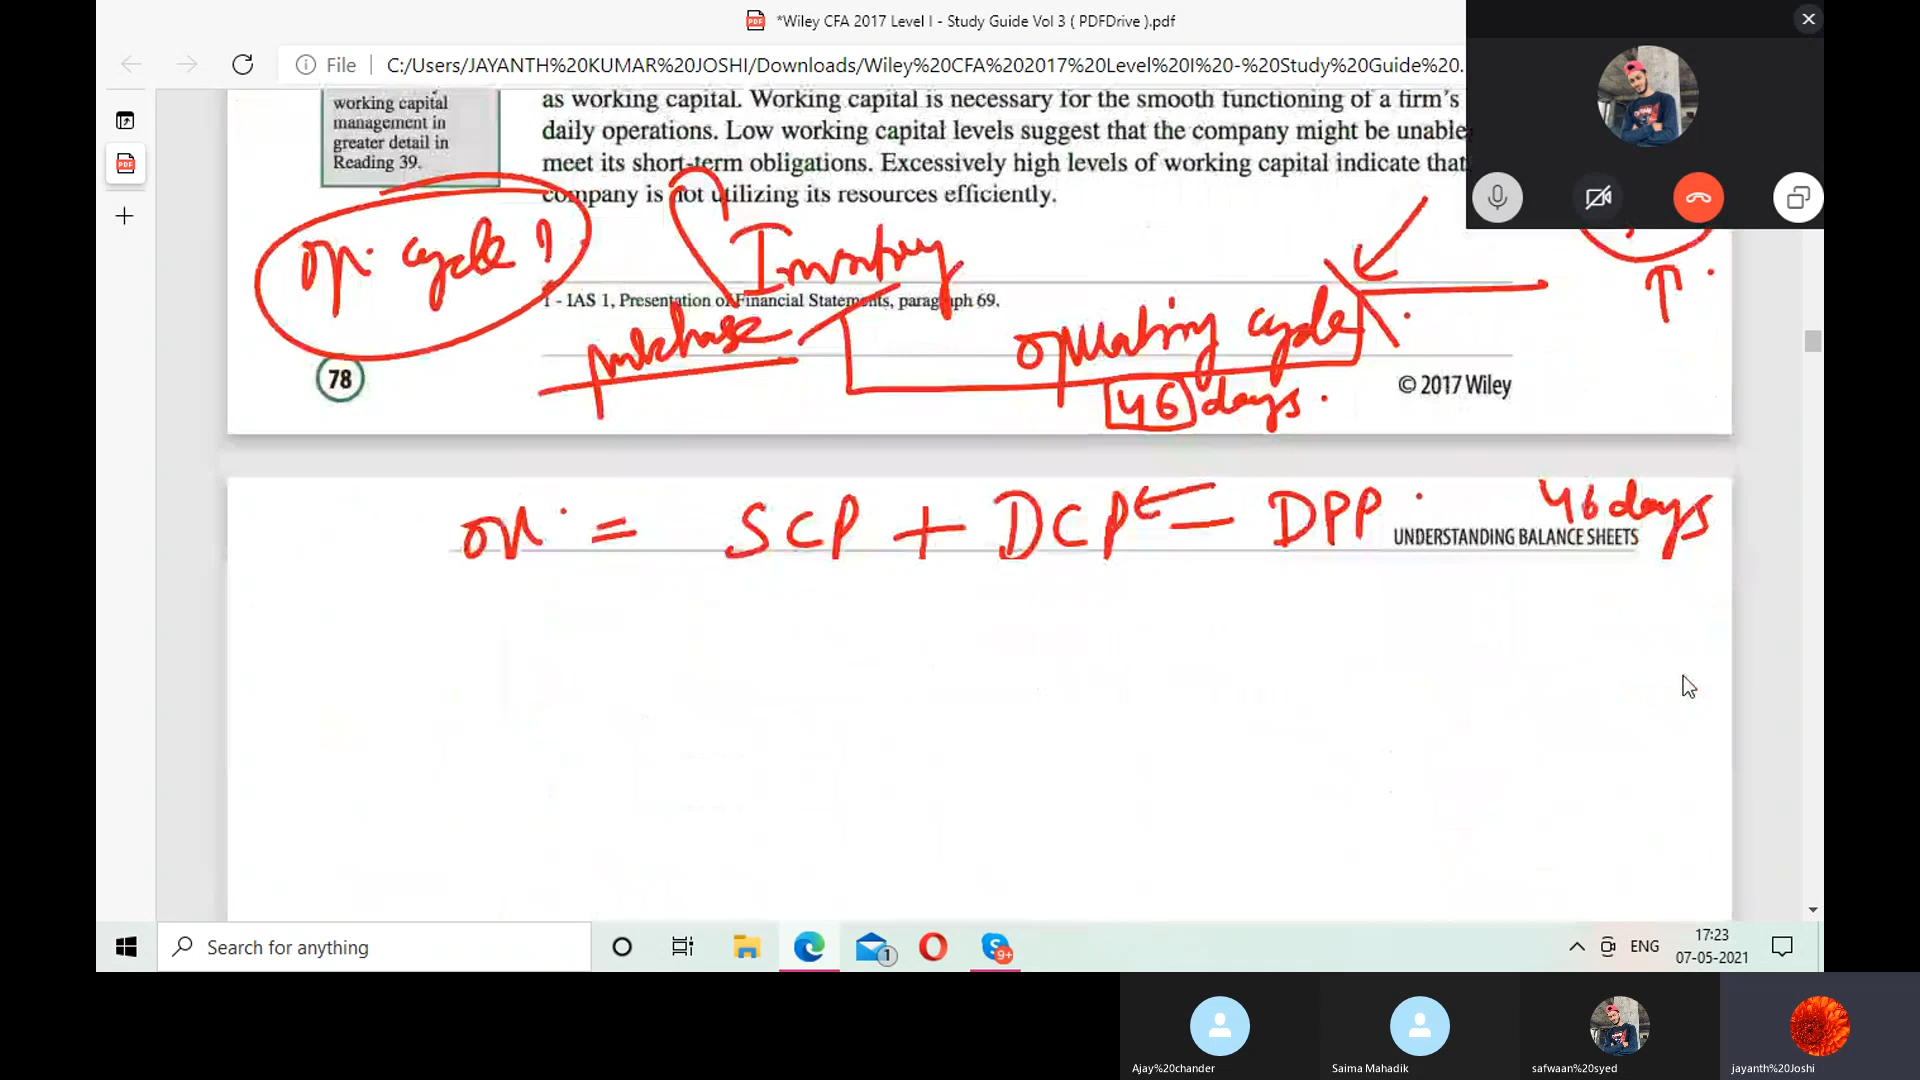 *Wiley CFA 2017 Level I - Study Guide Vol 3 ( PDFDrive ).pdf
File
C:/Users/JAYANTH%20KUMAR%20JOSHI/Downloads/Wiley%20CFA%202017%20Level%20I%20-%20Study%20Guide%20.
working capital
management in
greater detail in
Reading 39.
as working capital. Working capital is necessary for the smooth functioning of a firm's
daily operations. Low working capital levels suggest that the company might be unable
meet its short-term obligations. Excessively high levels of working capital indicate that
company is not utilizing its resources efficiently.
op. cycle
Inventory
1 - IAS 1, Presentation of Financial Statements, paragraph 69.
purchase
operating cycle
78
46 days.
© 2017 Wiley
= SCP + DCP - DPP. 46 days
UNDERSTANDING BALANCE SHEETS
Search for anything
1
9+
ENG
17:23
07-05-2021
Ajay%20chander
Saima Mahadik
safwaan%20syed
jayanth%20Joshi